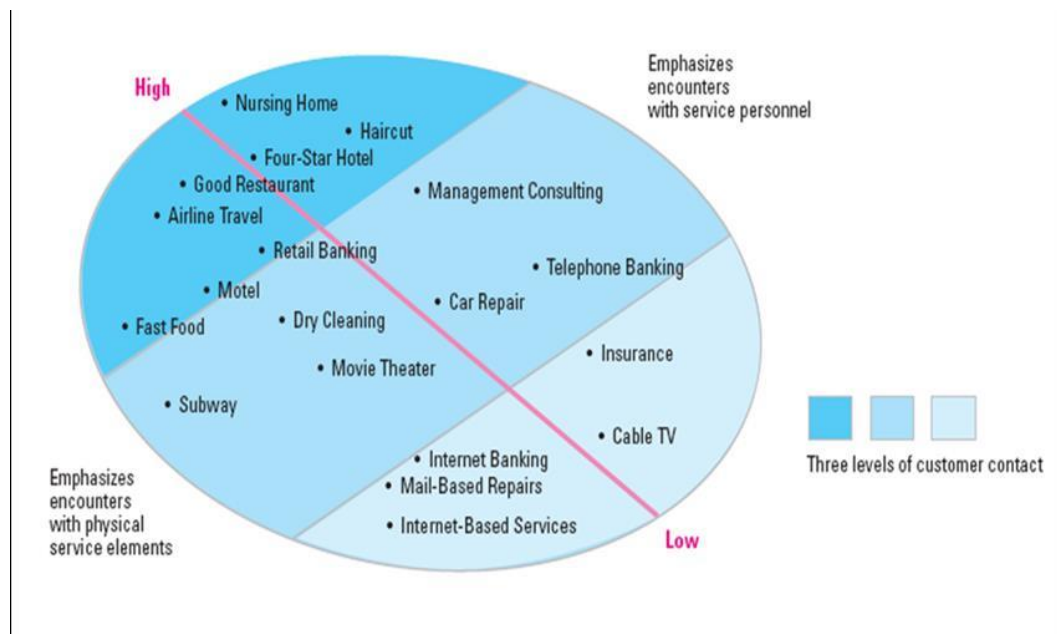 High
• Nursing Home
• Haircut
• Four-Star Hotel
• Good Restaurant
• Airline Travel
• Retail Banking
• Motel
• Fast Food
• Dry Cleaning
• Movie Theater
• Subway
Emphasizes
encounters
with service personnel
• Management Consulting
• Telephone Banking
• Car Repair
• Insurance
• Cable TV
• Internet Banking
• Mail-Based Repairs
• Internet-Based Services
Low
Emphasizes
encounters
with physical
service elements
Three levels of customer contact